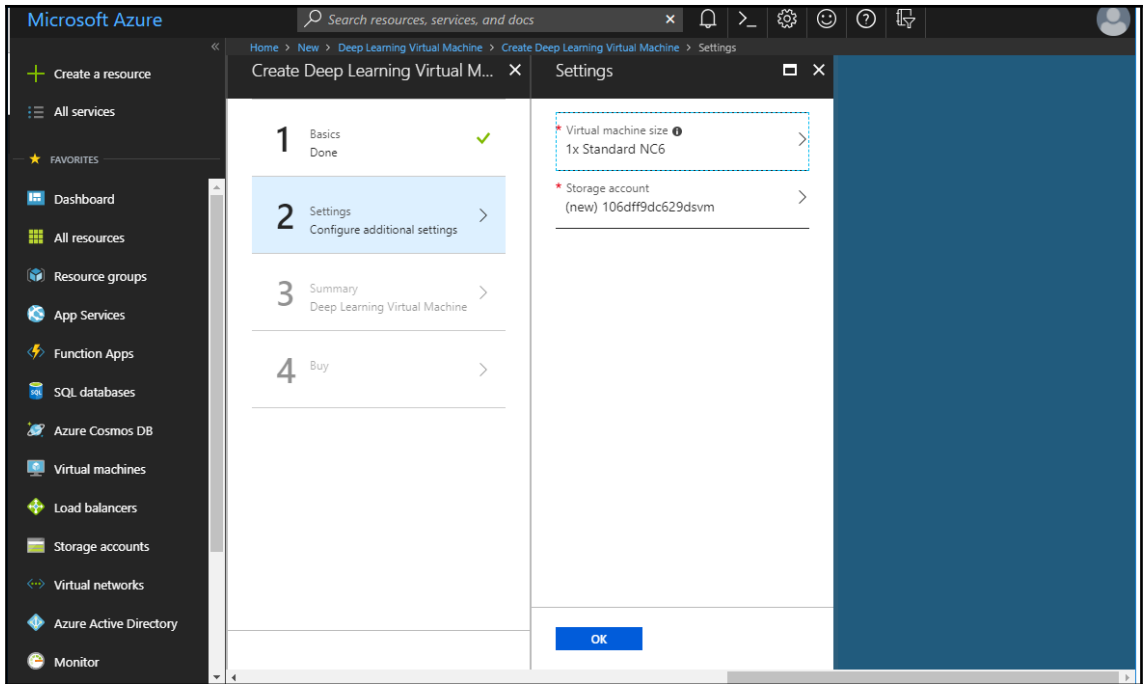 Microsoft Azure
Search resources, services, and docs
Home > New > Deep Learning Virtual Machine > Create Deep Learning Virtual Machine > Settings
Create a resource
All services
FAVORITES
Dashboard
All resources
Resource groups
App Services
Function Apps
SQL databases
Azure Cosmos DB
Virtual machines
Load balancers
Storage accounts
Virtual networks
Azure Active Directory
Monitor
Create Deep Learning Virtual M...
1
Basics
Done
2
Settings
Configure additional settings
3
Summary
Deep Learning Virtual Machine
4
Buy
Settings
* Virtual machine size
1x Standard NC6
* Storage account
(new) 106dff9dc629dsvm
OK